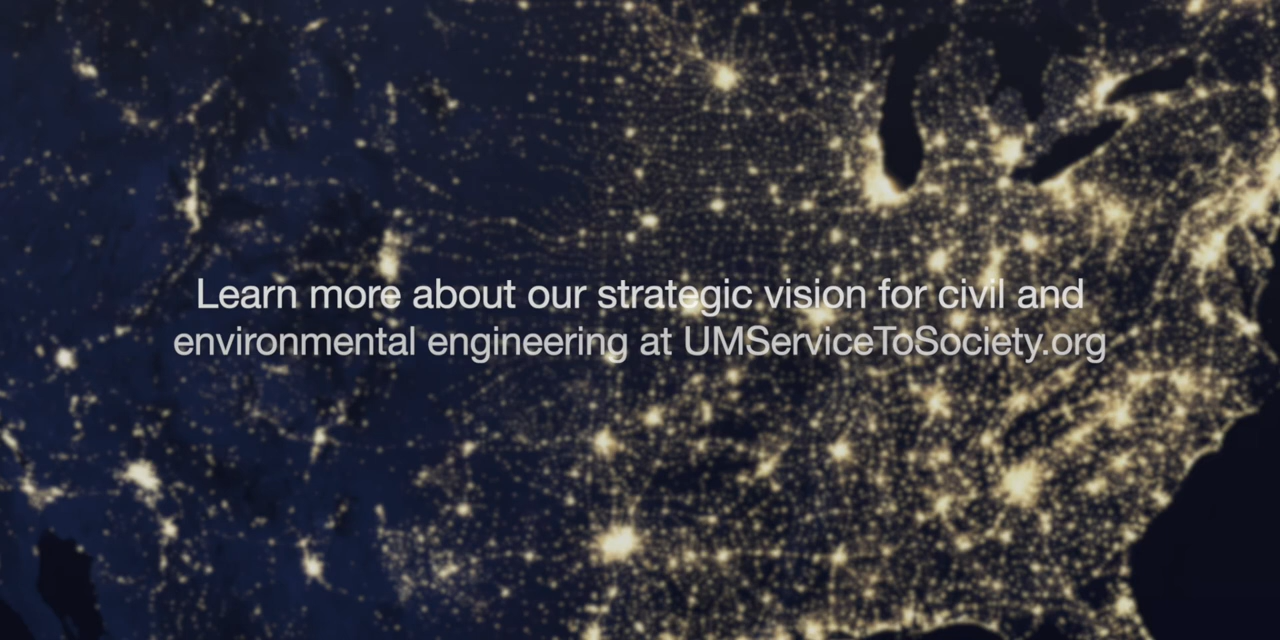 Learn more about our strategic vision for civil and
environmental engineering at UMServiceToSociety.org